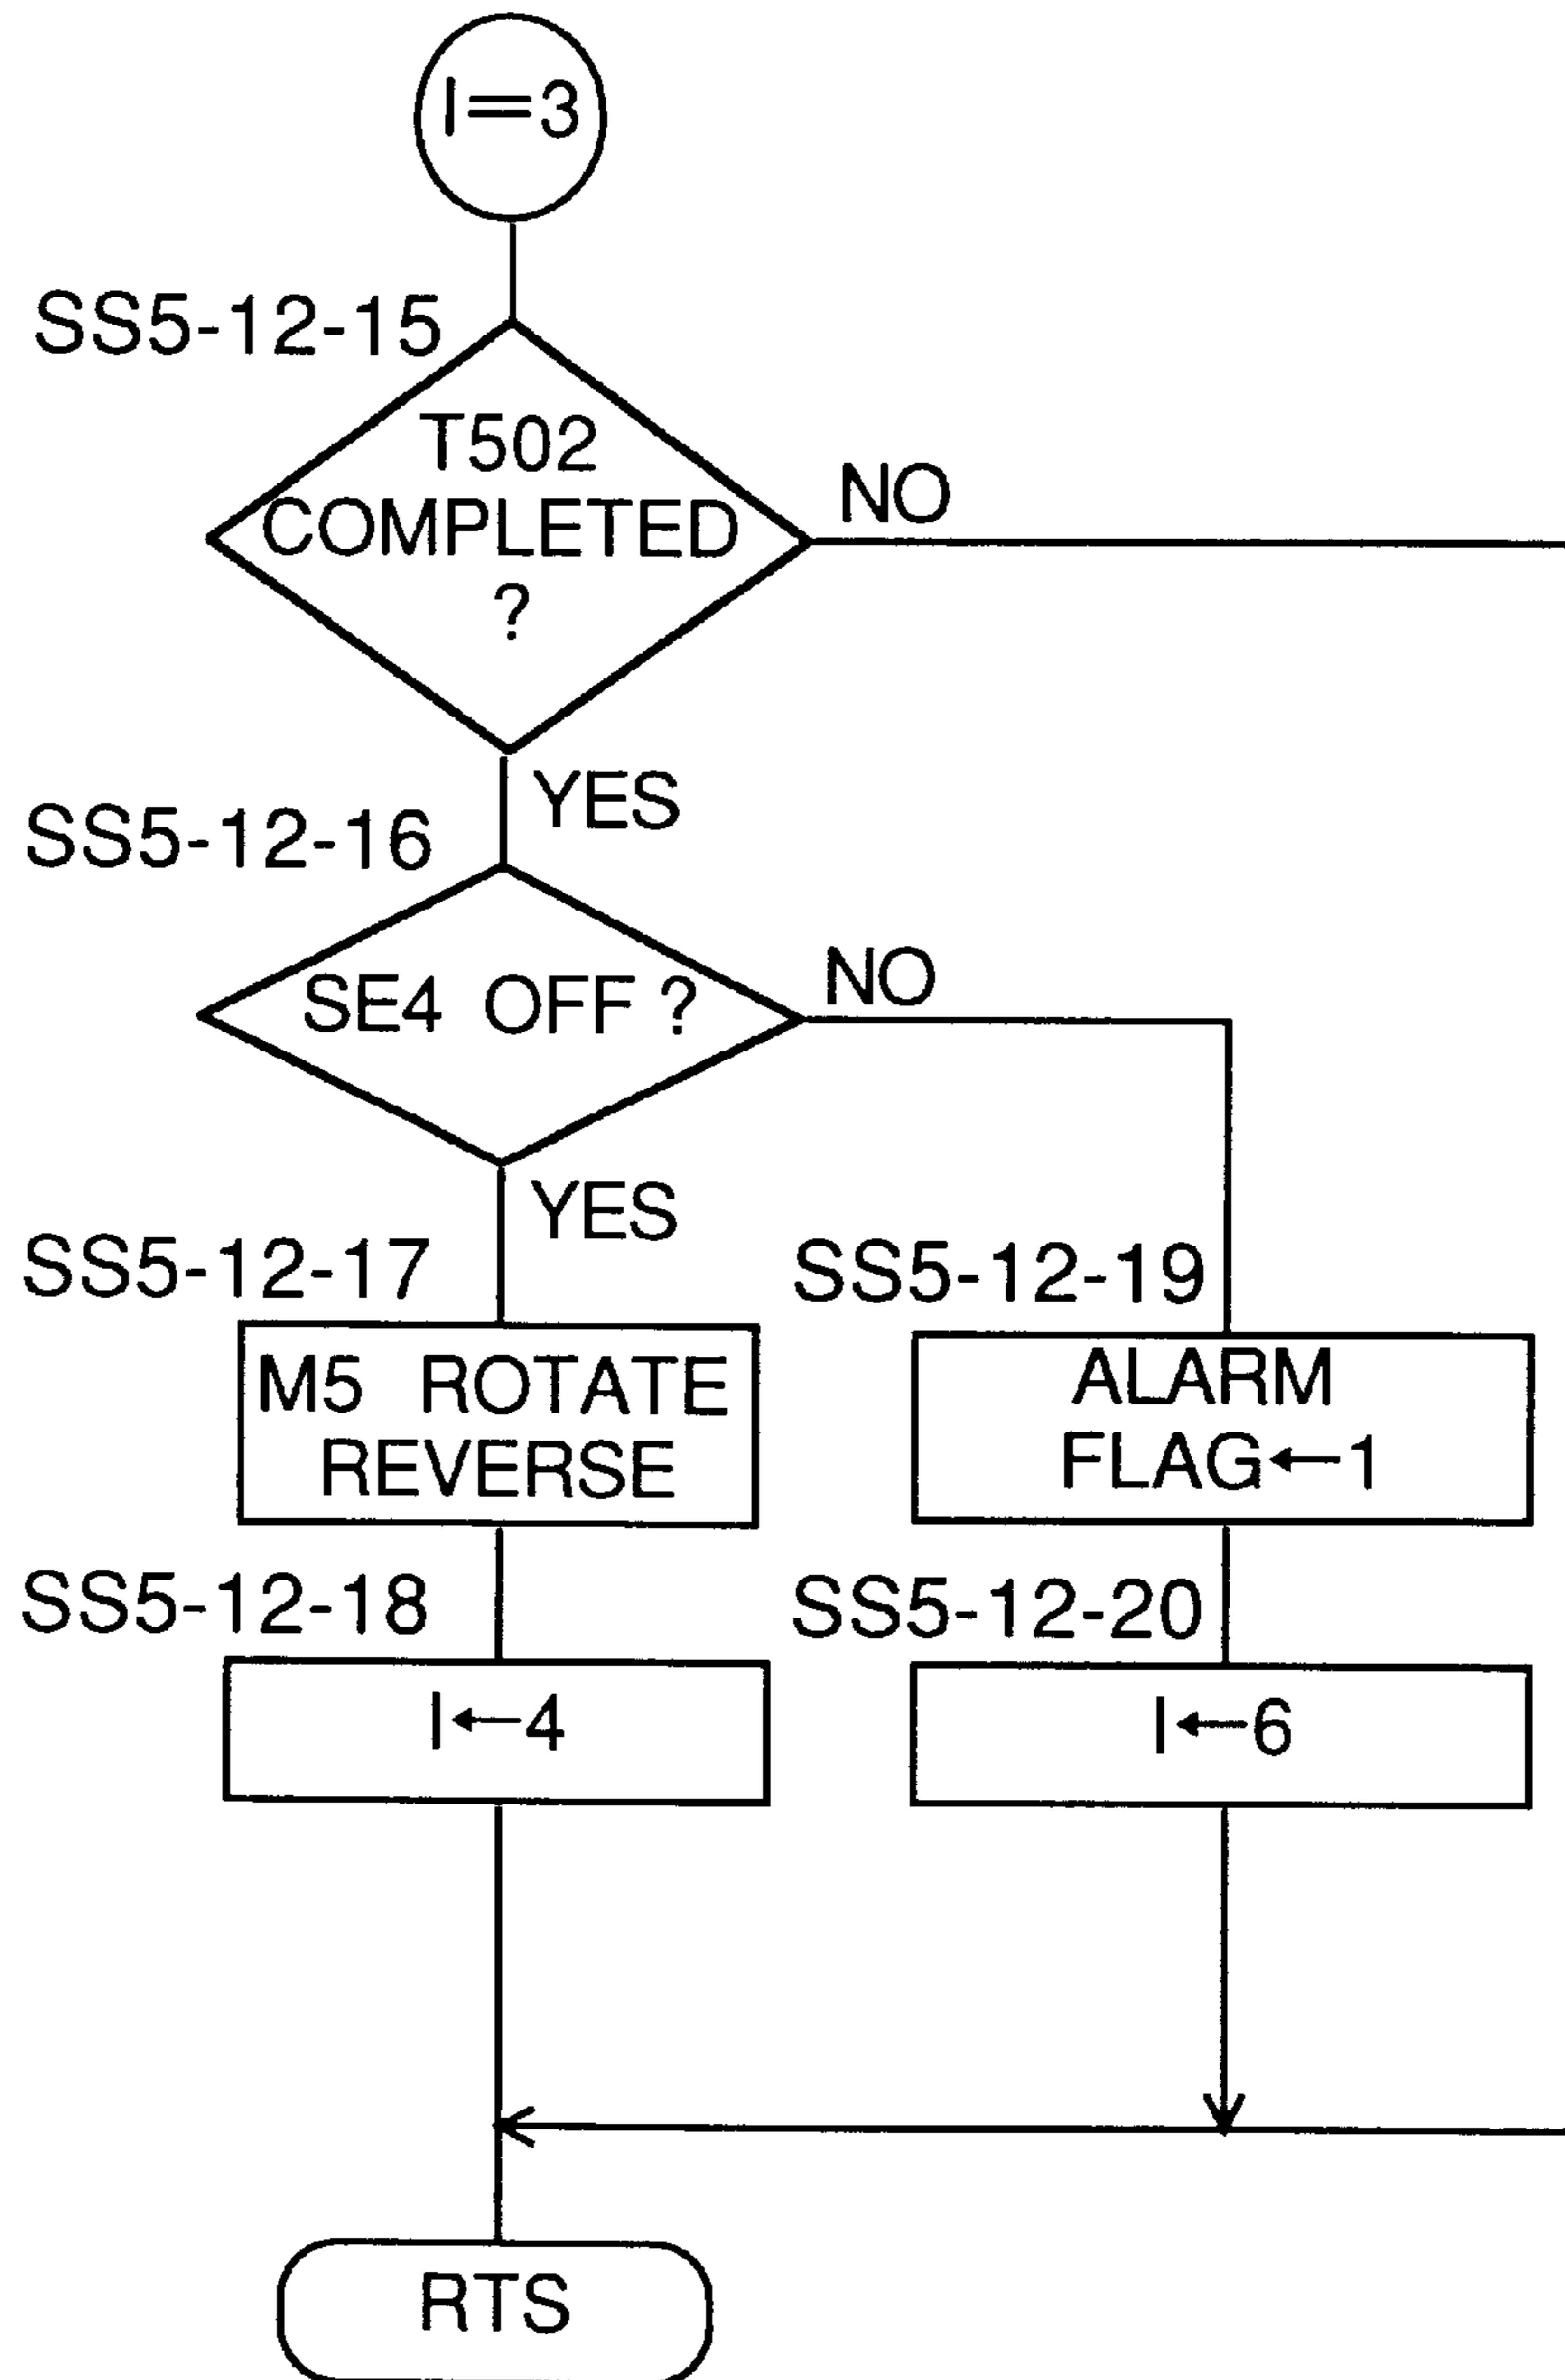 I=3
SS5-12-15
T502
COMPLETED
?
NO
YES
SS5-12-16
SE4 OFF ?
NO
YES
SS5-12-17
SS5-12-19
M5 ROTATE
REVERSE
ALARM
FLAG←1
SS5-12-18
SS5-12-20
I←4
I←6
RTS